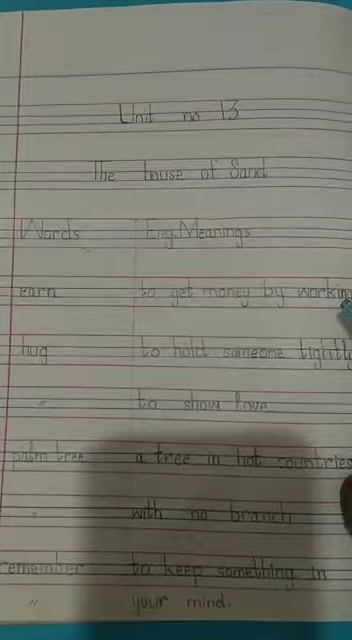 Unit no 13
The house of Sand
Words Eng.Meanings
earn to get money by working
hug to hold someone tightly
" to show love
palm tree a tree in hot countries
" with no branch
remember to keep something in
" your mind.